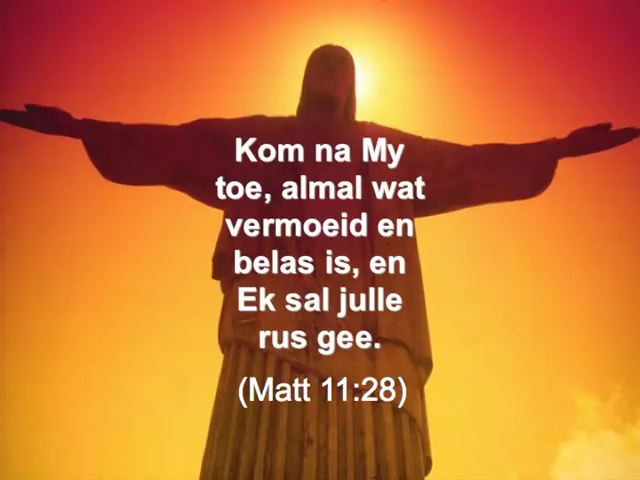 Kom na My
toe, almal wat
vermoeid en
belas is, en
Ek sal julle
rus gee.
(Matt 11:28)